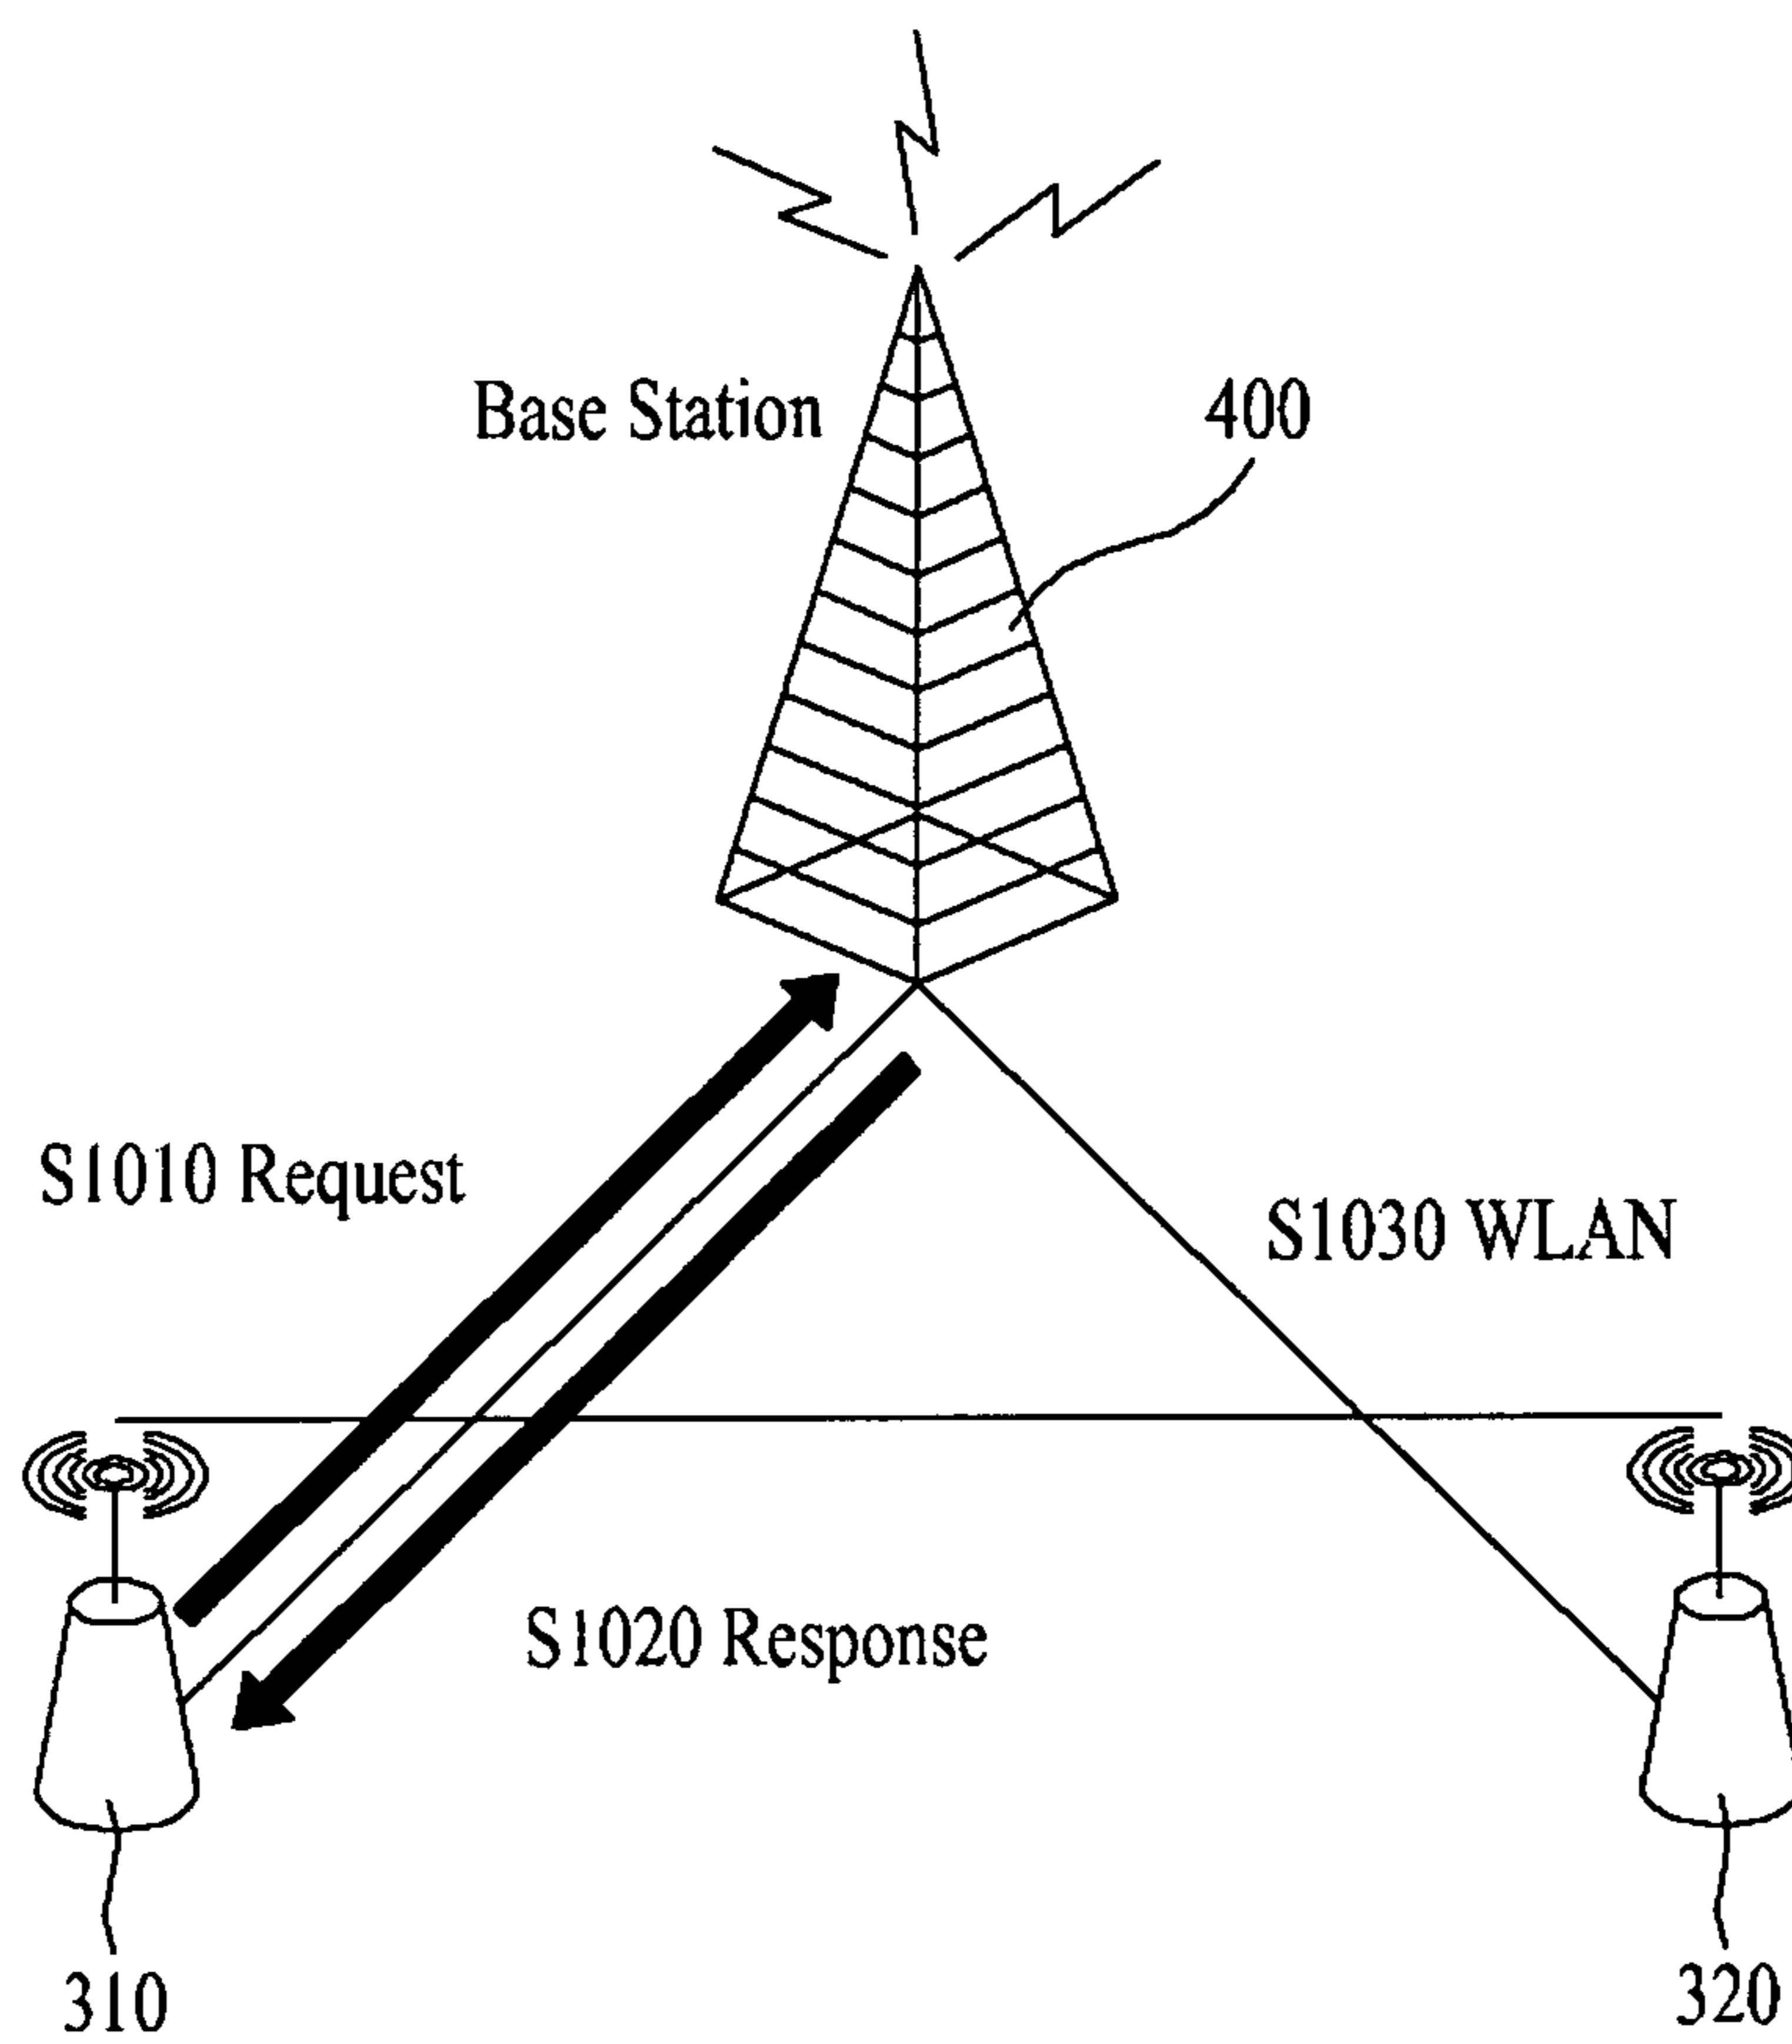 Base Station
400
S1010 Request
S1030 WLAN
S1020 Response
310
320